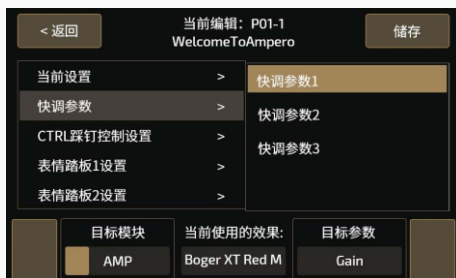 <返回
当前编辑：P01-1
WelcomeToAmpero
储存
当前设置 >
快调参数 >
CTRL踩钉控制设置 >
表情踏板1设置 >
表情踏板2设置 >
快调参数1
快调参数2
快调参数3
目标模块
AMP
当前使用的效果:
Boger XT Red M
目标参数
Gain